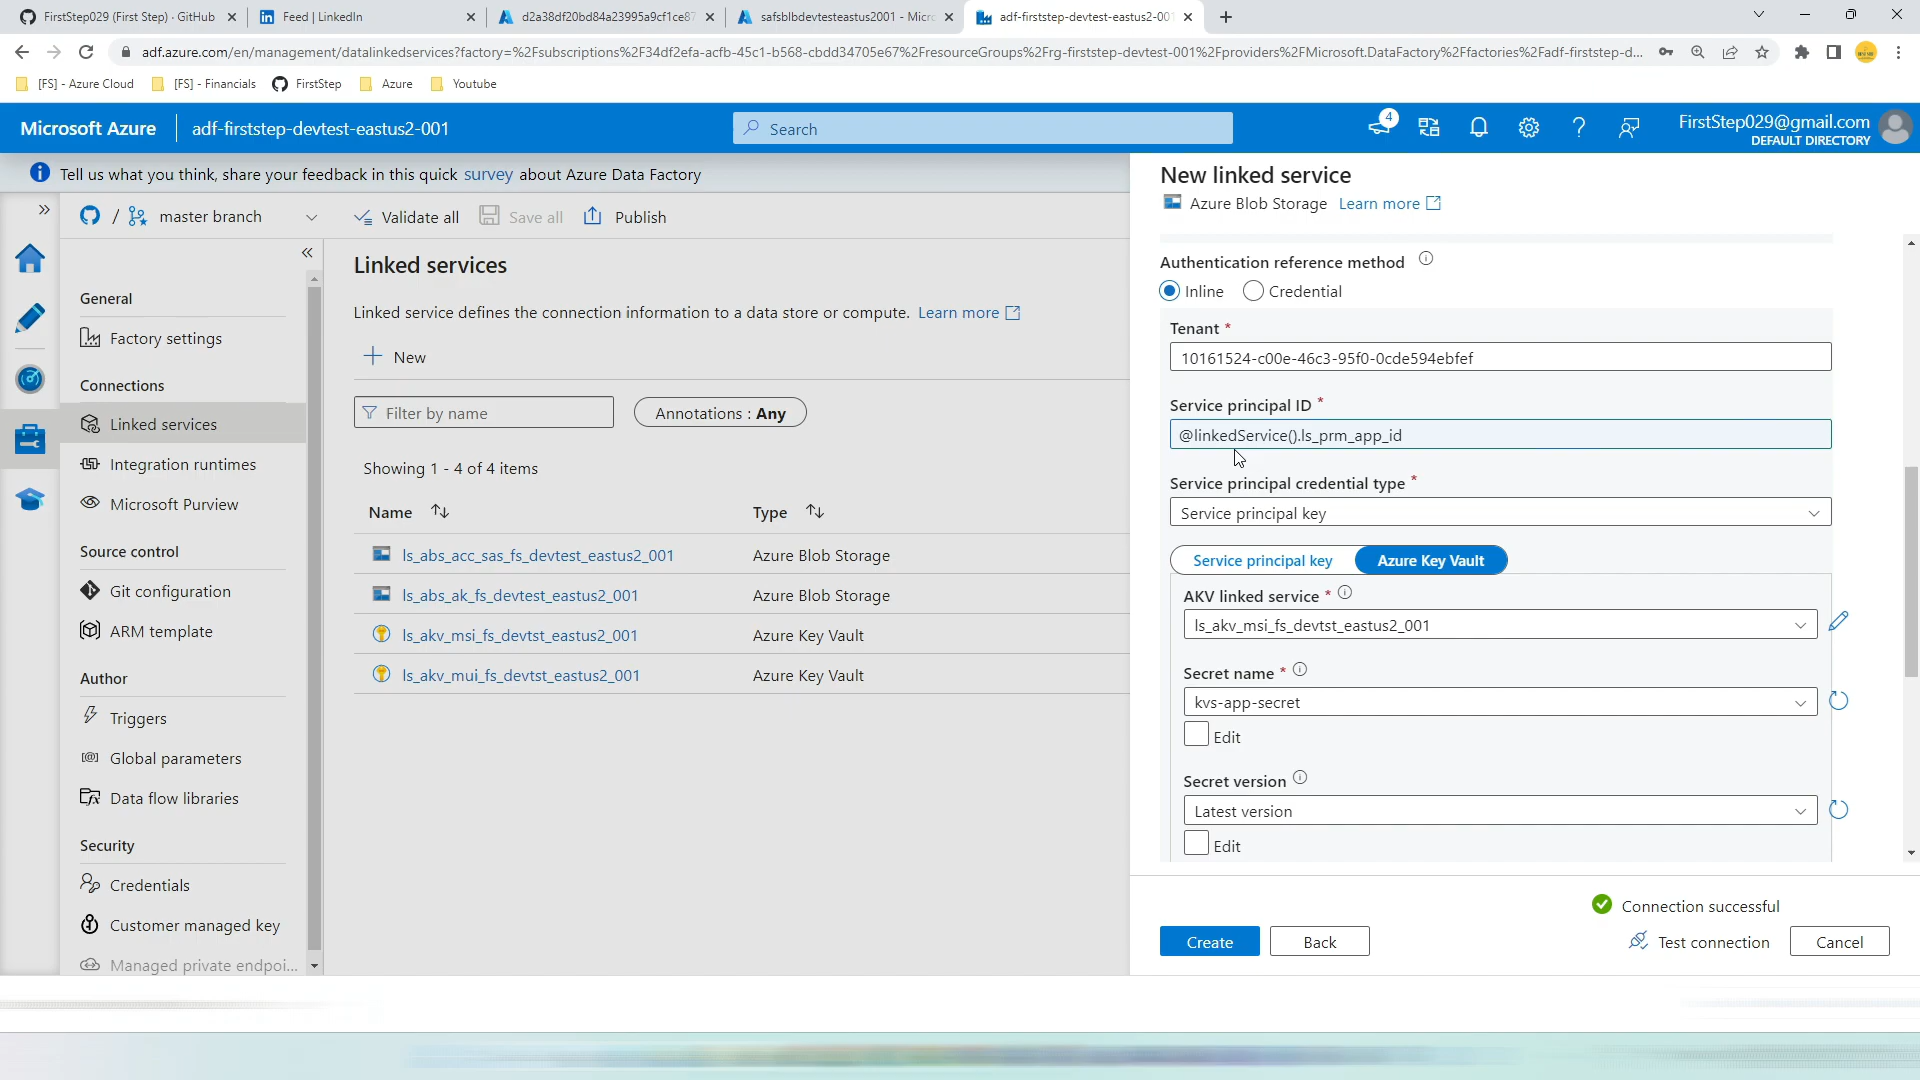 FirstStep029 (First Step) · GitHub
Feed | LinkedIn
d2a38df20bd84a23995a9cf1ce87
safsblbdevtesteastus2001 - Micr
adf-firststep-devtest-eastus2-00
adf.azure.com/en/management/datalinkedservices?factory=%2Fsubscriptions%2F34df2efa-acfb-45c1-b568-cbdd34705e67%2FresourceGroups%2Frg-firststep-devtest-001%2Fproviders%2FMicrosoft.DataFactory%2Ffactories%2Fadf-firststep-d...
[FS] - Azure Cloud
[FS] - Financials
FirstStep
Azure
Youtube
Microsoft Azure
adf-firststep-devtest-eastus2-001
Search
4
FirstStep029@gmail.com
DEFAULT DIRECTORY
Tell us what you think, share your feedback in this quick survey about Azure Data Factory
/ master branch
Validate all
Save all
Publish
General
Factory settings
Connections
Linked services
Integration runtimes
Microsoft Purview
Source control
Git configuration
ARM template
Author
Triggers
Global parameters
Data flow libraries
Security
Credentials
Customer managed key
Managed private endpoi...
Linked services
Linked service defines the connection information to a data store or compute. Learn more
New
Filter by name
Annotations : Any
Showing 1 - 4 of 4 items
Name
Type
ls_abs_acc_sas_fs_devtest_eastus2_001
Azure Blob Storage
ls_abs_ak_fs_devtest_eastus2_001
Azure Blob Storage
ls_akv_msi_fs_devtst_eastus2_001
Azure Key Vault
ls_akv_mui_fs_devtst_eastus2_001
Azure Key Vault
New linked service
Azure Blob Storage Learn more
Authentication reference method
Inline
Credential
Tenant *
10161524-c00e-46c3-95f0-0cde594ebfef
Service principal ID *
@linkedService().ls_prm_app_id
Service principal credential type *
Service principal key
Service principal key
Azure Key Vault
AKV linked service *
ls_akv_msi_fs_devtst_eastus2_001
Secret name *
kvs-app-secret
Edit
Secret version
Latest version
Edit
Connection successful
Create
Back
Test connection
Cancel